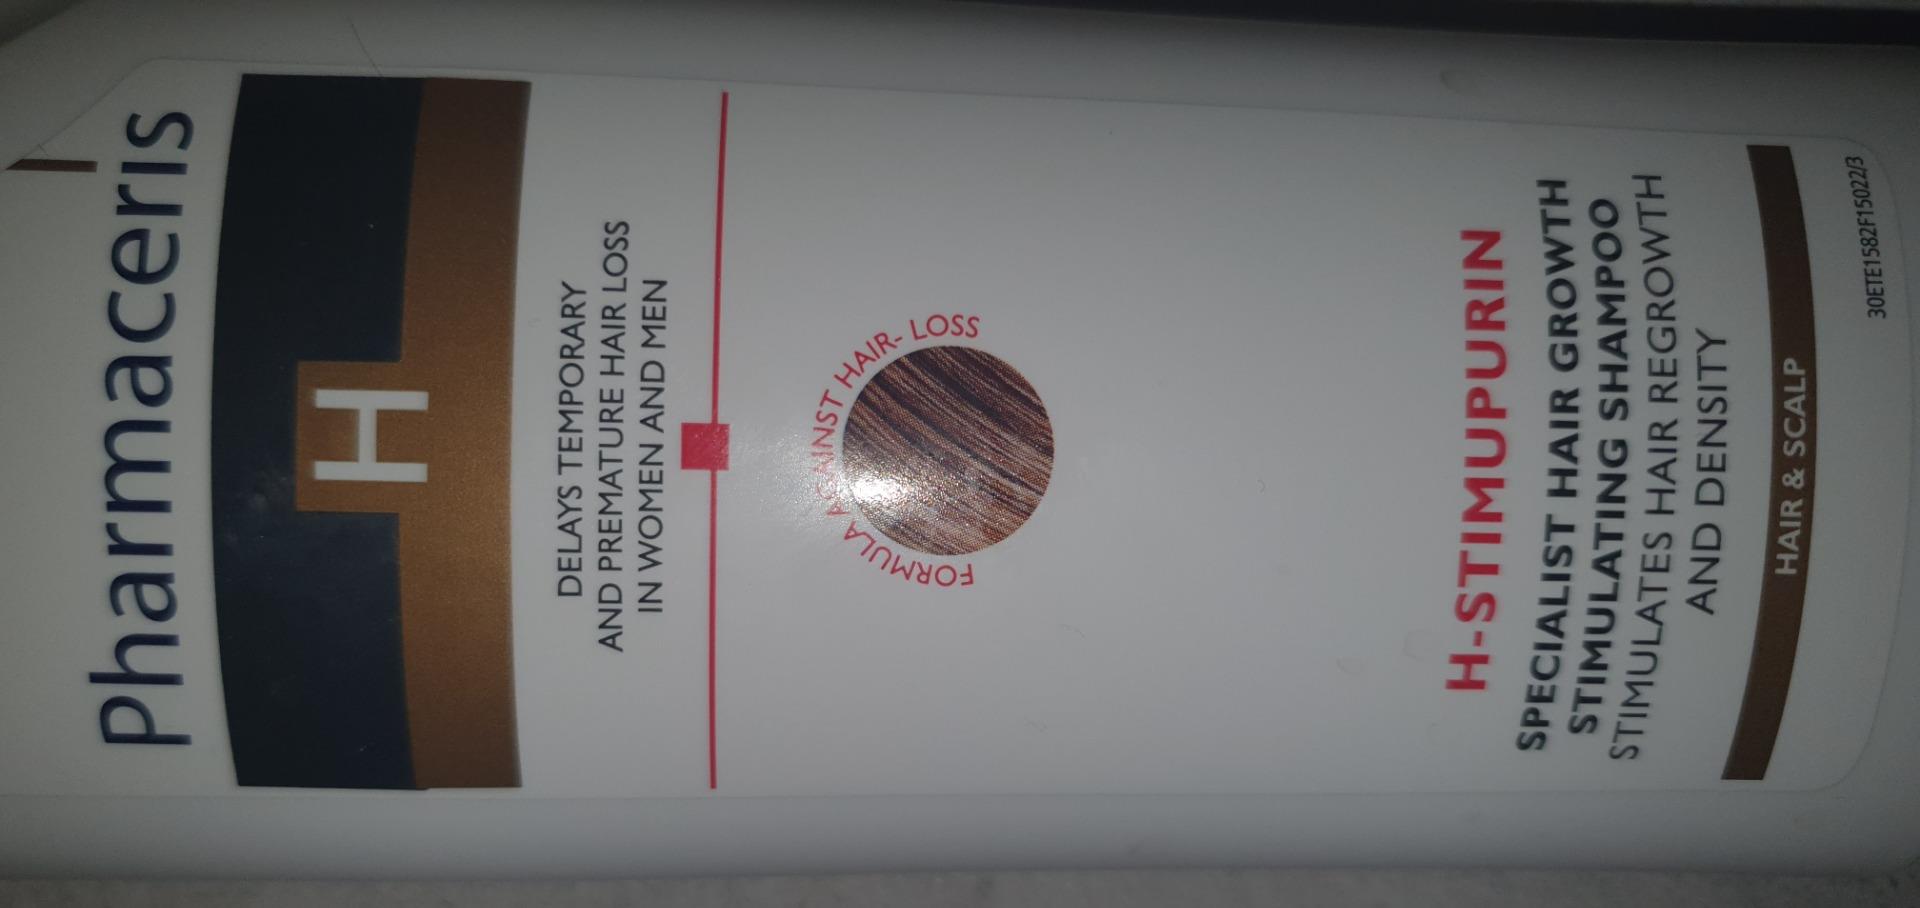 Pharmaceris
H
DELAYS TEMPORARY
AND PREMATURE HAIR LOSS
IN WOMEN AND MEN
FORMULA AGAINST HAIR- LOSS
H-STIMUPURIN
SPECIALIST HAIR GROWTH
STIMULATING SHAMPOO
STIMULATES HAIR REGROWTH
AND DENSITY
HAIR & SCALP
30ETE1582F15022/3